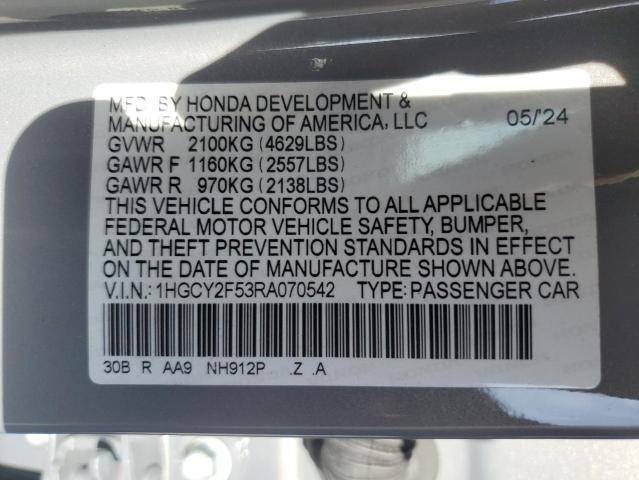 MFD. BY HONDA DEVELOPMENT &
MANUFACTURING OF AMERICA, LLC 05/'24
GVWR 2100KG (4629LBS)
GAWR F 1160KG (2557LBS)
GAWR R 970KG (2138LBS)
THIS VEHICLE CONFORMS TO ALL APPLICABLE
FEDERAL MOTOR VEHICLE SAFETY, BUMPER,
AND THEFT PREVENTION STANDARDS IN EFFECT
ON THE DATE OF MANUFACTURE SHOWN ABOVE.
V.I.N.: 1HGCY2F53RA070542 TYPE: PASSENGER CAR
30B R AA9 NH912P .Z .A